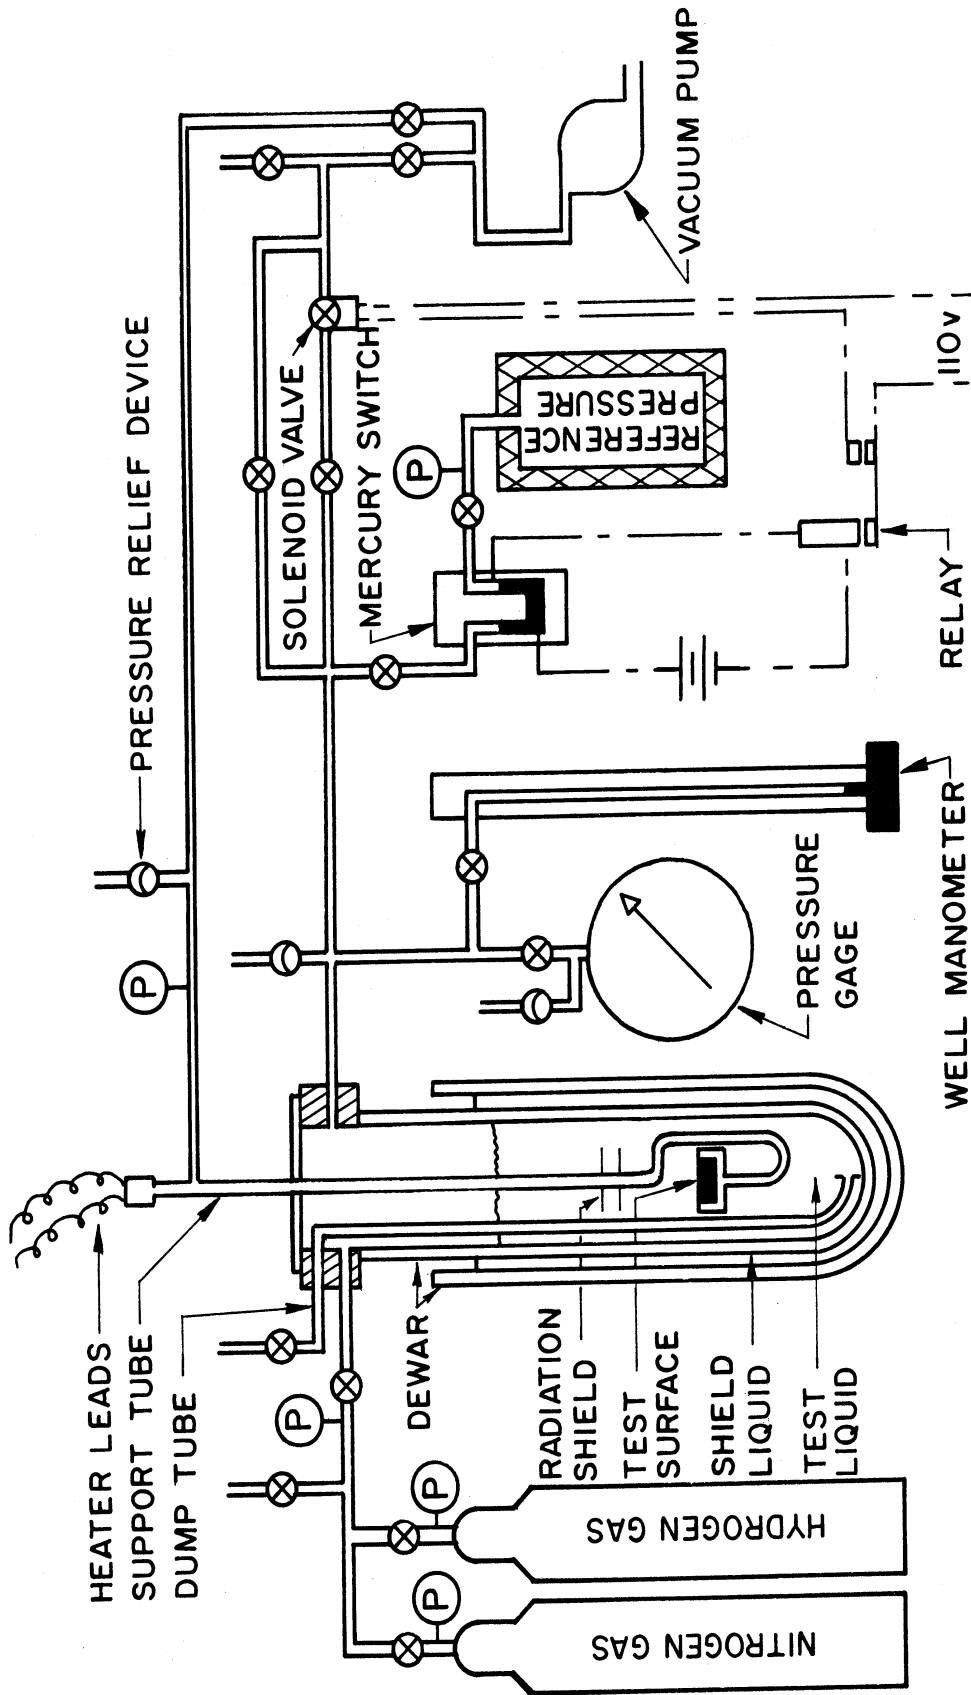 HEATER LEADS
SUPPORT TUBE
DUMP TUBE
PRESSURE RELIEF DEVICE
P
P
SOLENOID VALVE
MERCURY SWITCH
P
REFERENCE
PRESSURE
VACUUM PUMP
110V
RELAY
DEWAR
RADIATION
SHIELD
TEST
SURFACE
SHIELD
LIQUID
TEST
LIQUID
PRESSURE
GAGE
WELL MANOMETER
P
P
HYDROGEN GAS
NITROGEN GAS